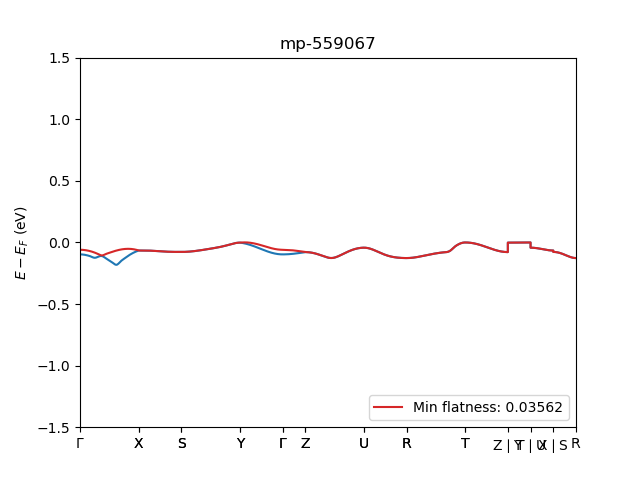 mp-559067
1.5
1.0
0.5
0.0
−0.5
−1.0
−1.5
E − E_F (eV)
Min flatness: 0.03562
Γ X S Y Γ Z U R T Z | Y T | U X | S R